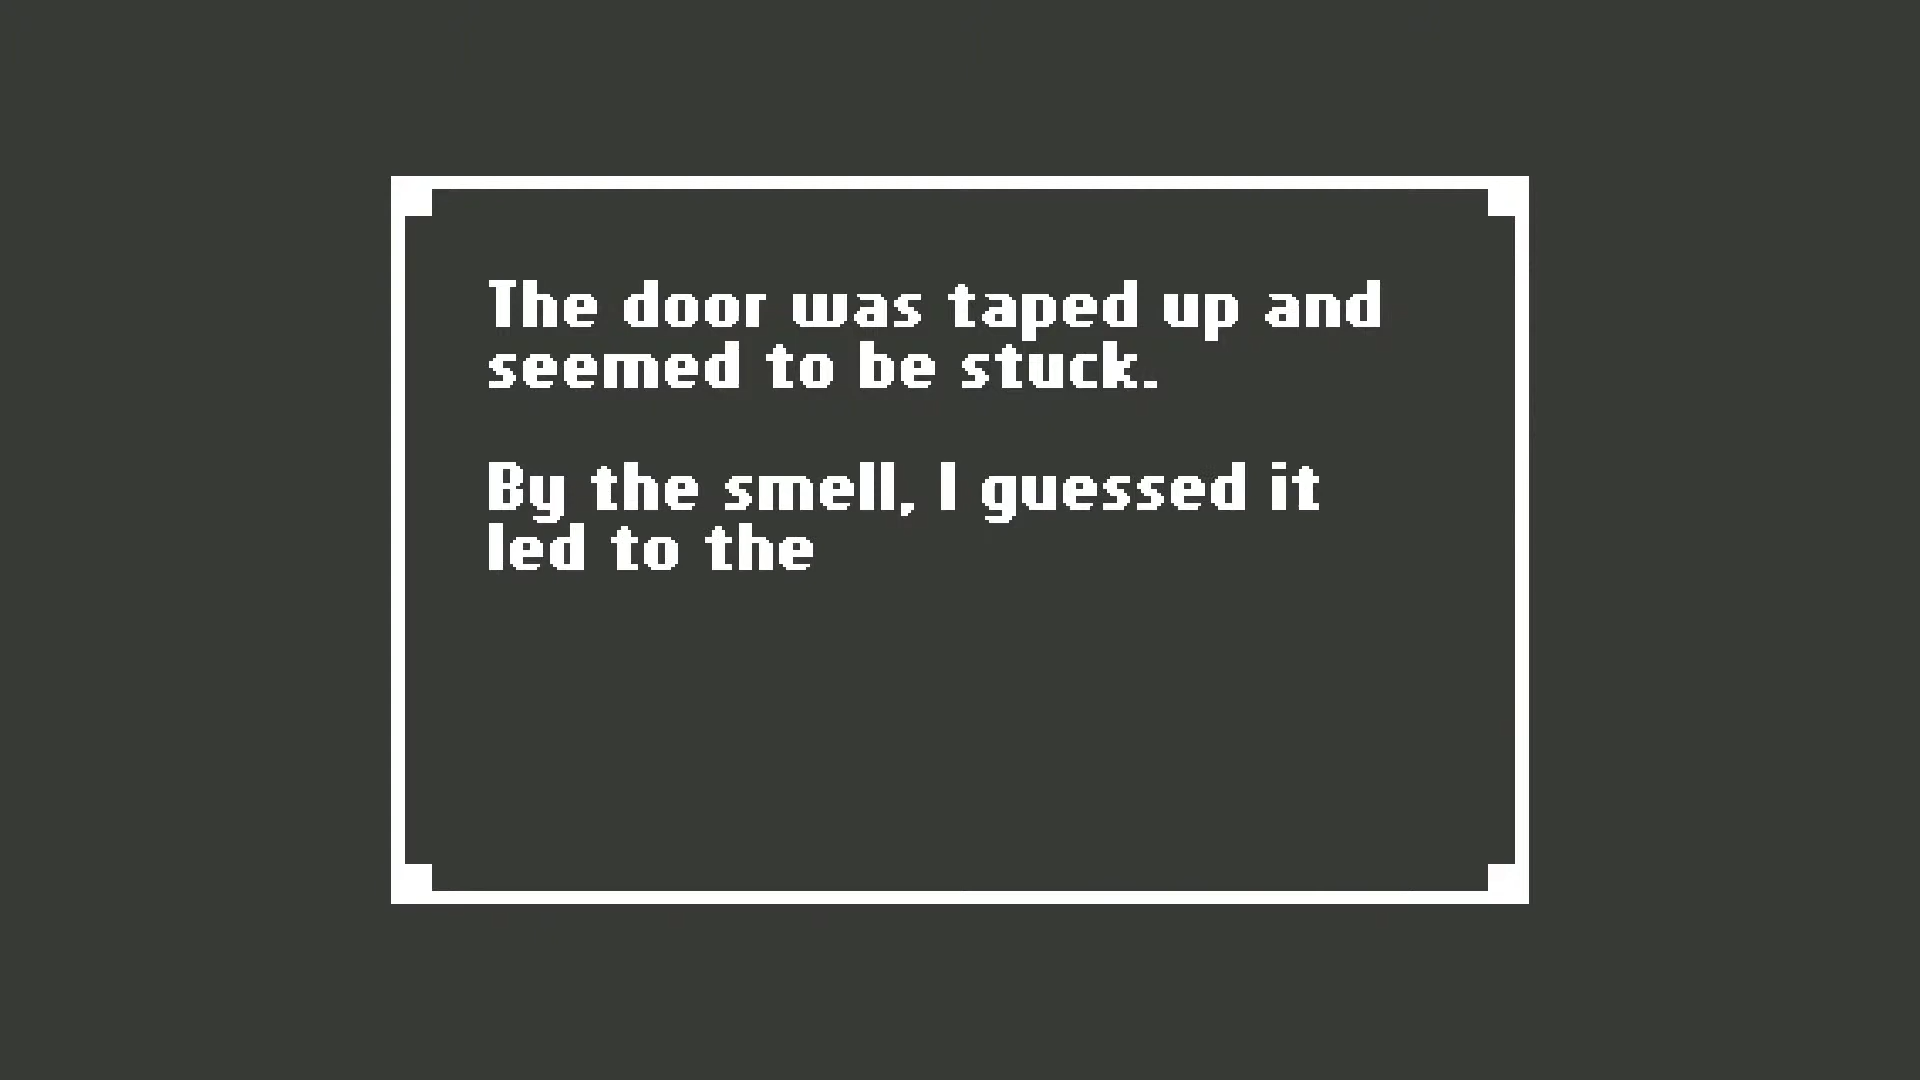 The door was taped up and
seemed to be stuck.
By the smell, I guessed it
led to the